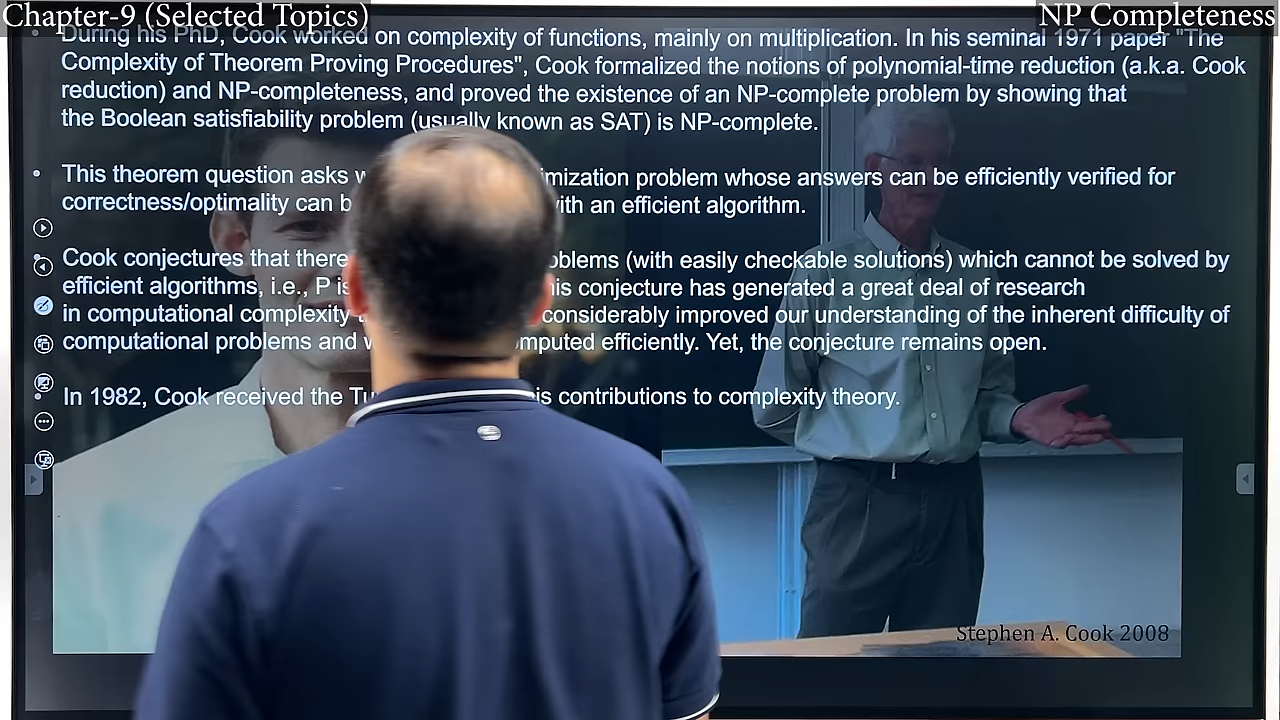 Chapter-9 (Selected Topics)
NP Completeness
• During his PhD, Cook worked on complexity of functions, mainly on multiplication. In his seminal 1971 paper "The
Complexity of Theorem Proving Procedures", Cook formalized the notions of polynomial-time reduction (a.k.a. Cook
reduction) and NP-completeness, and proved the existence of an NP-complete problem by showing that
the Boolean satisfiability problem (usually known as SAT) is NP-complete.
• This theorem question asks problem whose answers can be efficiently verified for
correctness/optimality can with an efficient algorithm.
Cook conjectures that there (with easily checkable solutions) which cannot be solved by
efficient algorithms, i.e., P is conjecture has generated a great deal of research
in computational complexity considerably improved our understanding of the inherent difficulty of
computational problems and efficiently. Yet, the conjecture remains open.
• In 1982, Cook received the contributions to complexity theory.
Stephen A. Cook 2008